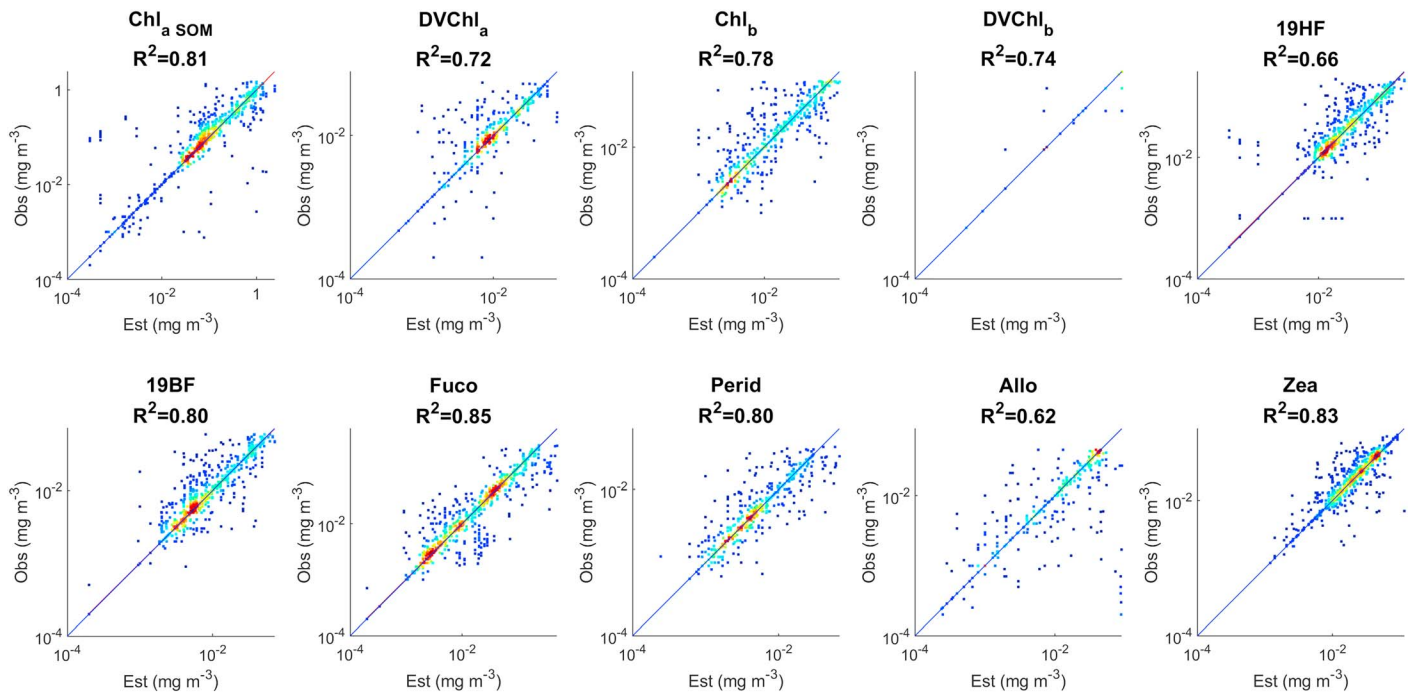 Chl_a SOM
R²=0.81
1
10⁻²
10⁻⁴
Obs (mg m⁻³)
10⁻⁴ 10⁻² 1
Est (mg m⁻³)
DVChl_a
R²=0.72
10⁻²
10⁻⁴
Obs (mg m⁻³)
10⁻⁴ 10⁻²
Est (mg m⁻³)
Chl_b
R²=0.78
10⁻²
10⁻⁴
Obs (mg m⁻³)
10⁻⁴ 10⁻²
Est (mg m⁻³)
DVChl_b
R²=0.74
10⁻⁴
Obs (mg m⁻³)
10⁻⁴
Est (mg m⁻³)
19HF
R²=0.66
10⁻²
10⁻⁴
Obs (mg m⁻³)
10⁻⁴ 10⁻²
Est (mg m⁻³)
19BF
R²=0.80
10⁻²
10⁻⁴
Obs (mg m⁻³)
10⁻⁴ 10⁻²
Est (mg m⁻³)
Fuco
R²=0.85
10⁻²
10⁻⁴
Obs (mg m⁻³)
10⁻⁴ 10⁻²
Est (mg m⁻³)
Perid
R²=0.80
10⁻²
10⁻⁴
Obs (mg m⁻³)
10⁻⁴ 10⁻²
Est (mg m⁻³)
Allo
R²=0.62
10⁻²
10⁻⁴
Obs (mg m⁻³)
10⁻⁴ 10⁻²
Est (mg m⁻³)
Zea
R²=0.83
10⁻²
10⁻⁴
Obs (mg m⁻³)
10⁻⁴ 10⁻²
Est (mg m⁻³)